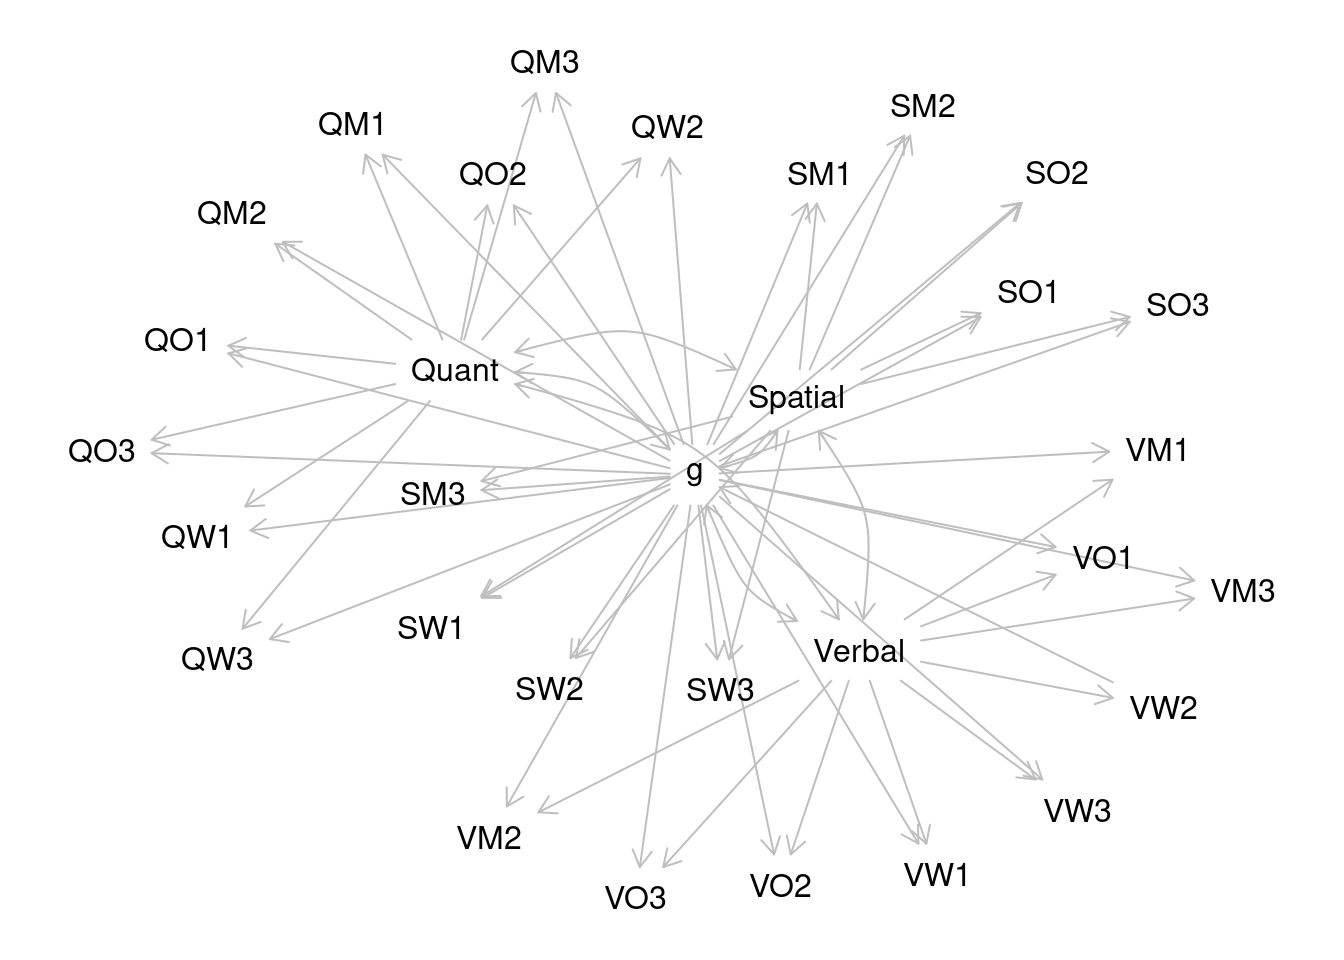 QM3
SM2
QM1
QW2
QO2
SM1
SO2
QM2
SO1
SO3
QO1
Quant
Spatial
QO3
VM1
g
SM3
QW1
VO1
VM3
SW1
QW3
Verbal
SW2
SW3
VW2
VW3
VM2
VW1
VO2
VO3